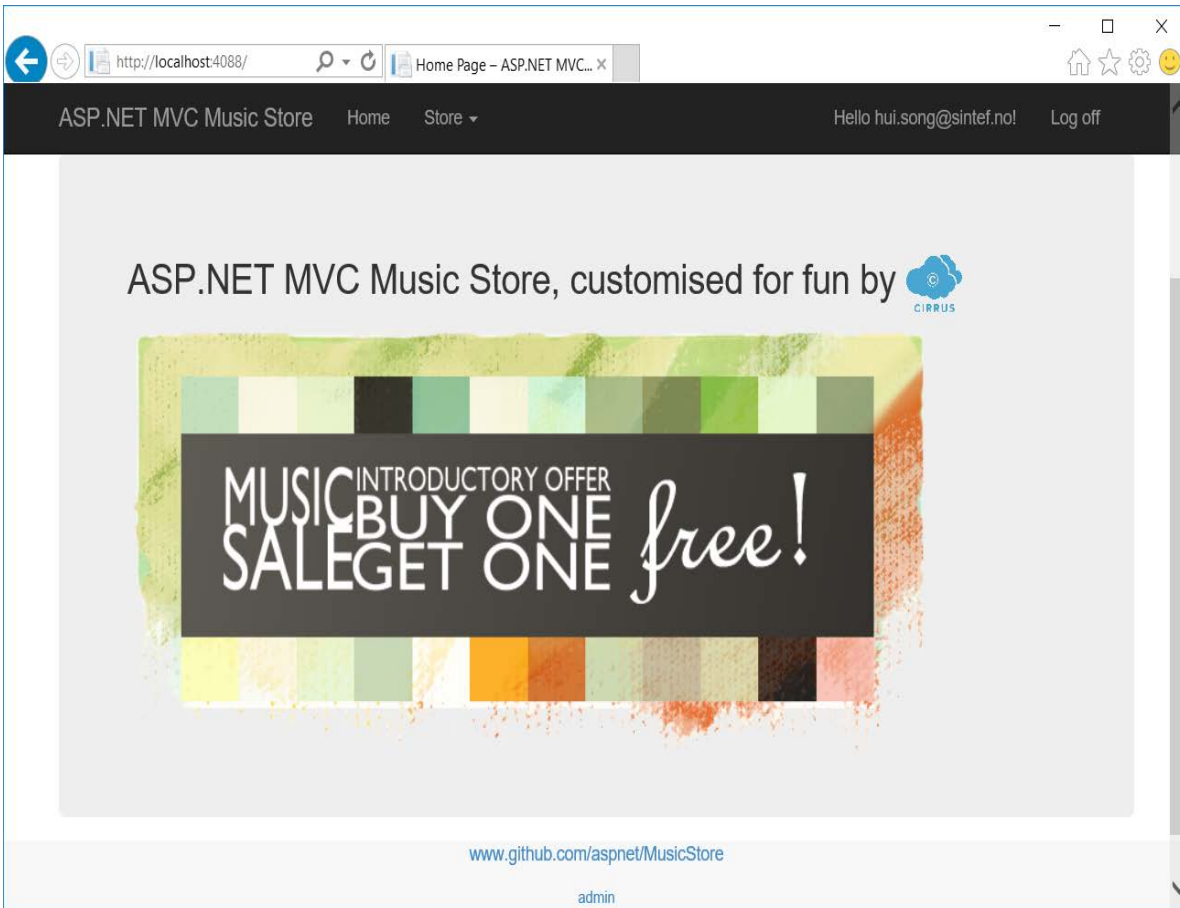 http://localhost:4088/
Home Page – ASP.NET MVC...
ASP.NET MVC Music Store Home Store Hello hui.song@sintef.no! Log off
ASP.NET MVC Music Store, customised for fun by
©
CIRRUS
MUSIC SALE
INTRODUCTORY OFFER
BUY ONE
GET ONE
free!
www.github.com/aspnet/MusicStore
admin